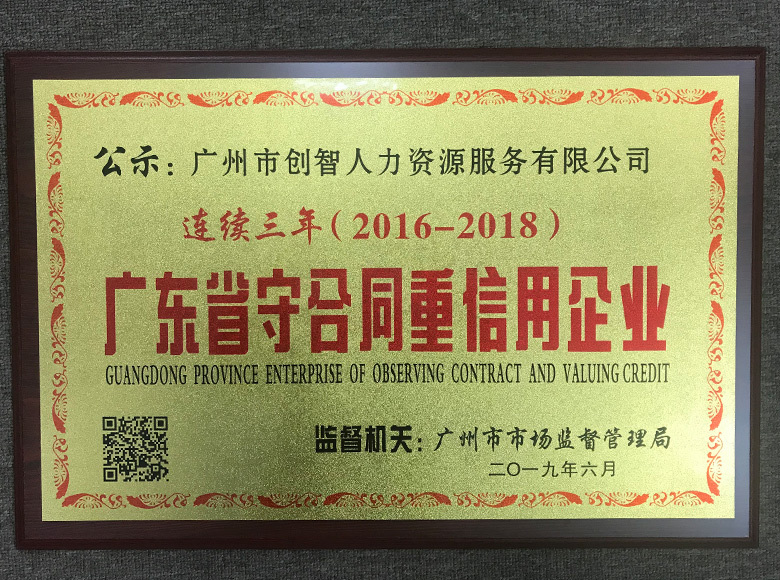 公示：广州市创智人力资源服务有限公司
连续三年（2016-2018）
广东省守合同重信用企业
GUANGDONG PROVINCE ENTERPRISE OF OBSERVING CONTRACT AND VALUING CREDIT
监督机关：广州市市场监督管理局
二〇一九年六月